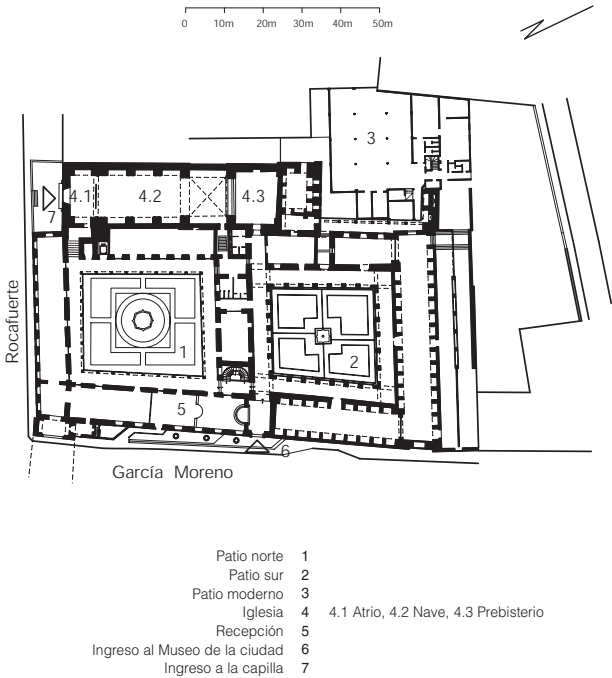 0 10m 20m 30m 40m 50m
3
4.1 4.2 4.3
7
Rocafuerte
1
2
5
6
García Moreno
Patio norte 1
Patio sur 2
Patio moderno 3
Iglesia 4 4.1 Atrio, 4.2 Nave, 4.3 Prebisterio
Recepción 5
Ingreso al Museo de la ciudad 6
Ingreso a la capilla 7